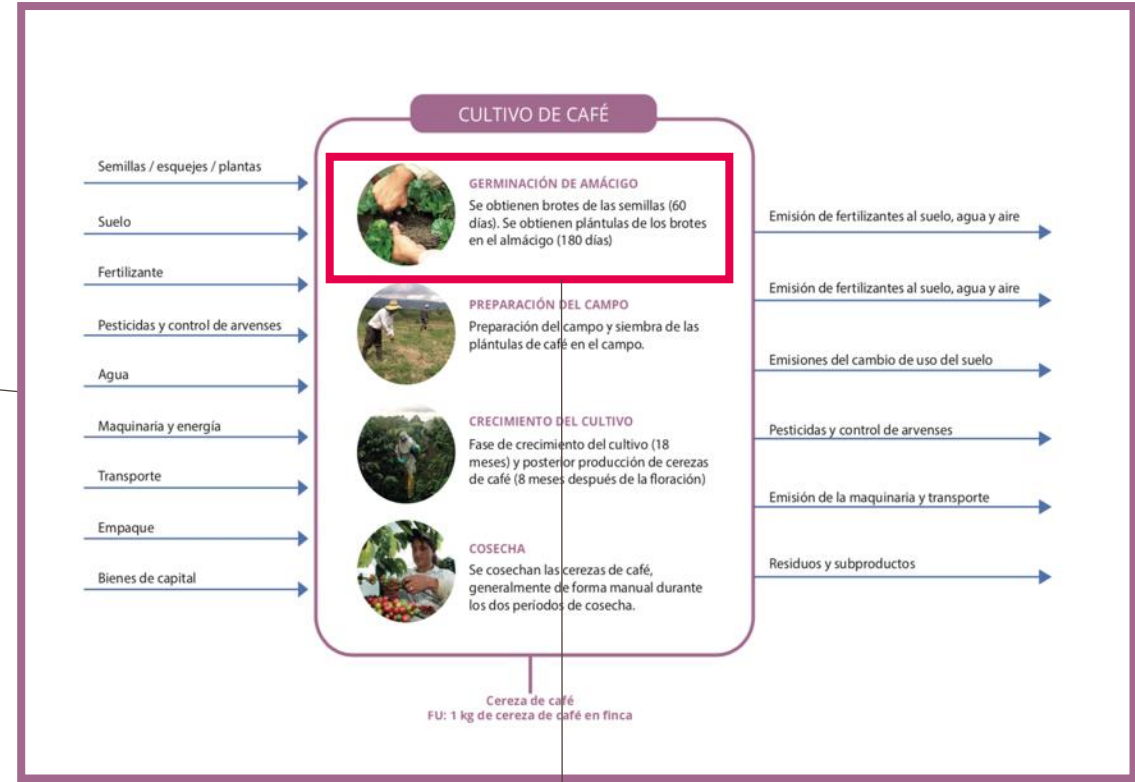 CULTIVO DE CAFÉ
Semillas / esquejes / plantas
Suelo
Fertilizante
Pesticidas y control de arvenses
Agua
Maquinaria y energía
Transporte
Empaque
Bienes de capital
GERMINACIÓN DE AMÁCIGO
Se obtienen brotes de las semillas (60
días). Se obtienen plántulas de los brotes
en el almácigo (180 días)
PREPARACIÓN DEL CAMPO
Preparación del campo y siembra de las
plántulas de café en el campo.
CRECIMIENTO DEL CULTIVO
Fase de crecimiento del cultivo (18
meses) y posterior producción de cerezas
de café (8 meses después de la floración)
COSECHA
Se cosechan las cerezas de café,
generalmente de forma manual durante
los dos periodos de cosecha.
Emisión de fertilizantes al suelo, agua y aire
Emisión de fertilizantes al suelo, agua y aire
Emisiones del cambio de uso del suelo
Pesticidas y control de arvenses
Emisión de la maquinaria y transporte
Residuos y subproductos
Cereza de café
FU: 1 kg de cereza de café en finca